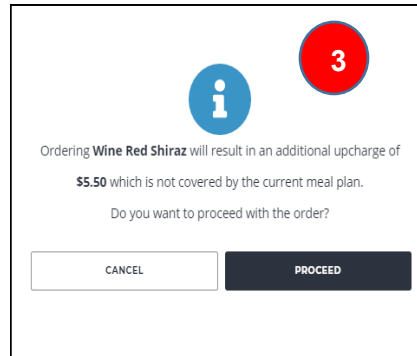 3
i
Ordering Wine Red Shiraz will result in an additional upcharge of
$5.50 which is not covered by the current meal plan.
Do you want to proceed with the order?
CANCEL PROCEED